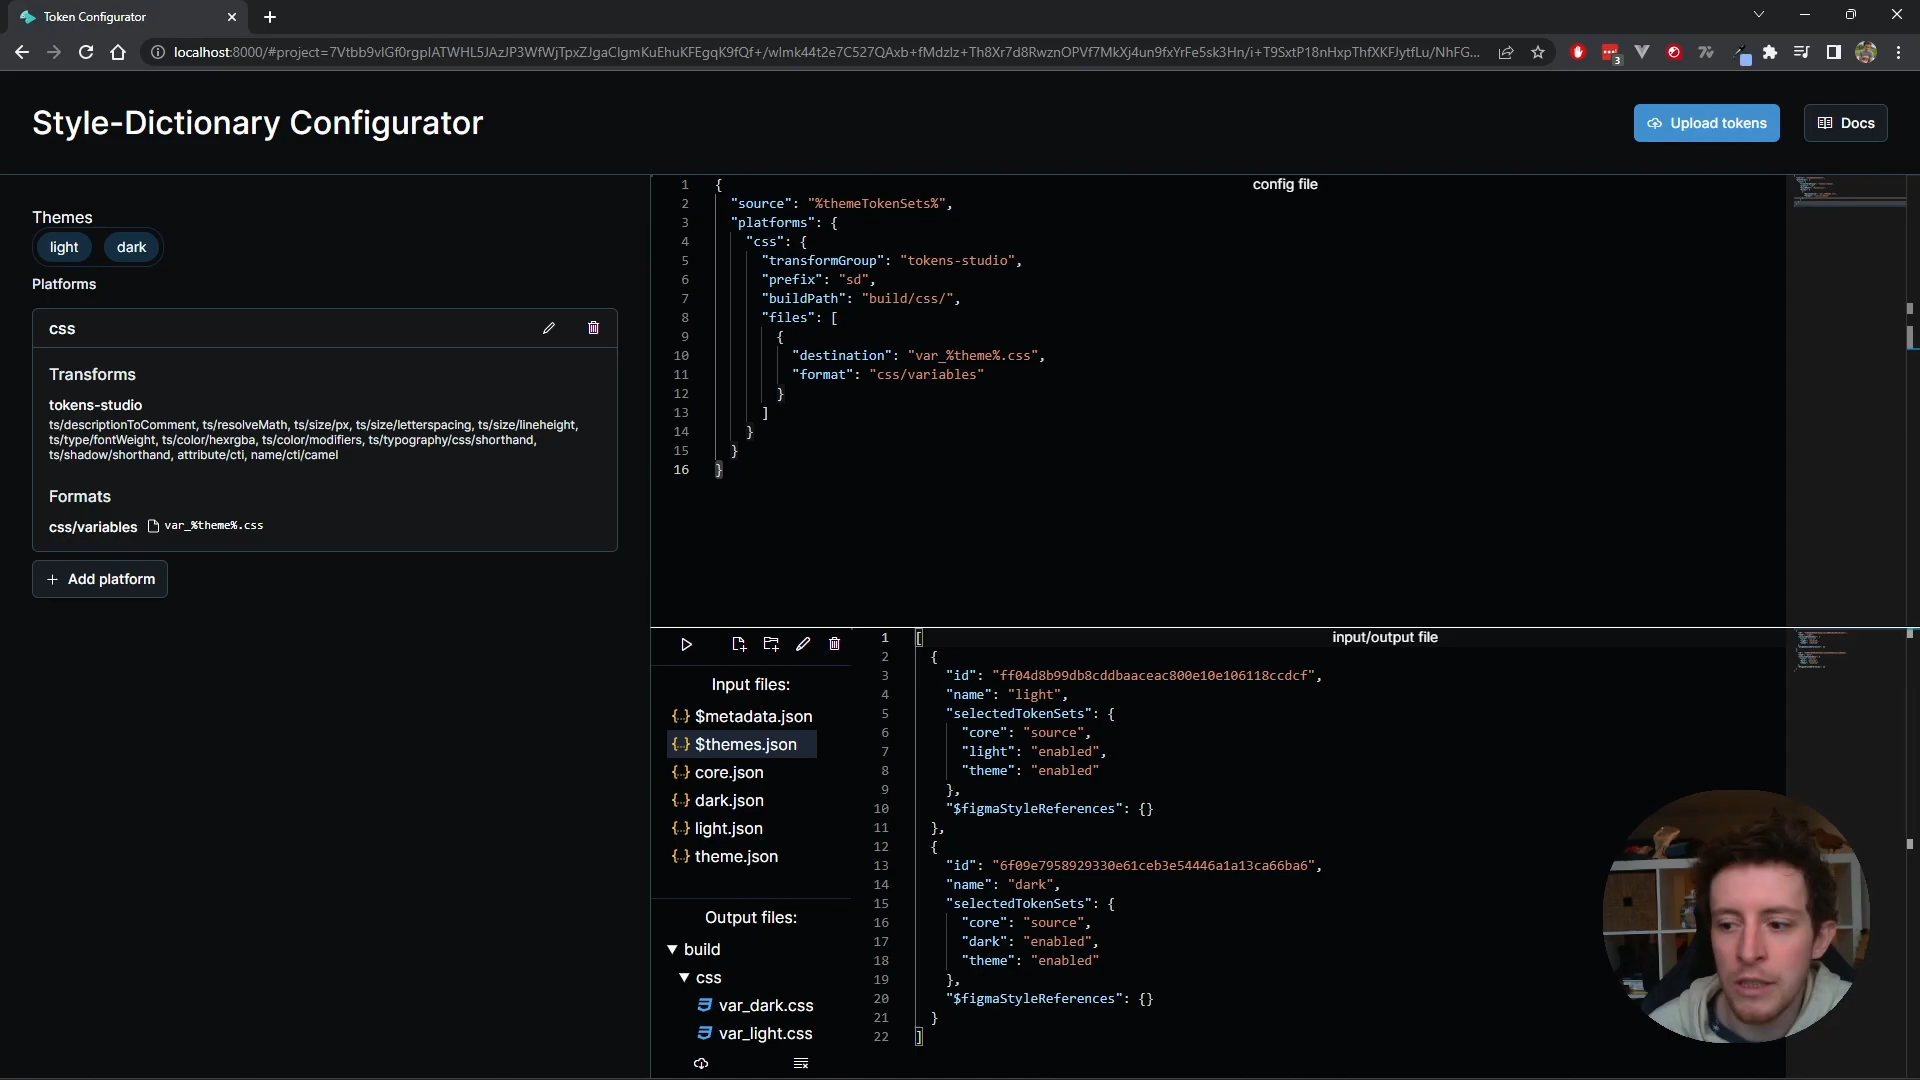 Token Configurator
localhost:8000/#project=
3
Style-Dictionary Configurator
Upload tokens
Docs
Themes
light
dark
Platforms
css
Transforms
tokens-studio
ts/descriptionToComment, ts/resolveMath, ts/size/px, ts/size/letterspacing, ts/size/lineheight,
ts/type/fontWeight, ts/color/hexrgba, ts/color/modifiers, ts/typography/css/shorthand,
ts/shadow/shorthand, attribute/cti, name/cti/camel
Formats
css/variables var_%theme%.css
Add platform
config file
1 {
2 "source": "%themeTokenSets%",
3 "platforms": {
4 "css": {
5 "transformGroup": "tokens-studio",
6 "prefix": "sd",
7 "buildPath": "build/css/",
8 "files": [
9 {
10 "destination": "var_%theme%.css",
11 "format": "css/variables"
12 }
13 ]
14 }
15 }
16 }
Input files:
$metadata.json
$themes.json
core.json
dark.json
light.json
theme.json
Output files:
build
css
var_dark.css
var_light.css
input/output file
1 [
2 {
3 "id": "ff04d8b99db8cddbaaceac800e10e106118ccdcf",
4 "name": "light",
5 "selectedTokenSets": {
6 "core": "source",
7 "light": "enabled",
8 "theme": "enabled"
9 },
10 "$figmaStyleReferences": {}
11 },
12 {
13 "id": "6f09e7958929330e61ceb3e54446a1a13ca66ba6",
14 "name": "dark",
15 "selectedTokenSets": {
16 "core": "source",
17 "dark": "enabled",
18 "theme": "enabled"
19 },
20 "$figmaStyleReferences": {}
21 }
22 ]